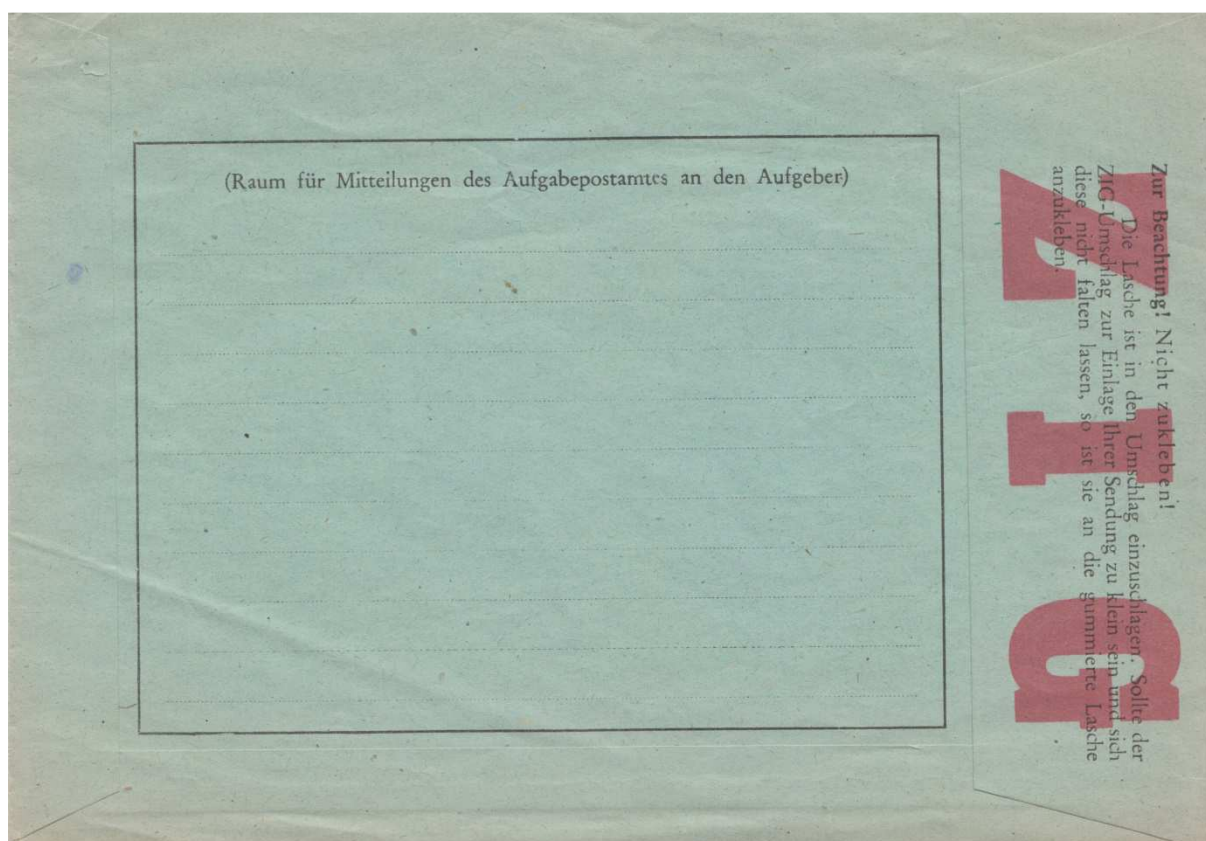 (Raum für Mitteilungen des Aufgabepostamtes an den Aufgeber)
Zur Beachtung! Nicht zukleben!
Die Lasche ist in den Umschlag einzuschlagen. Sollte der
ZIG-Umschlag zur Einlage Ihrer Sendung zu klein sein und sich
diese nicht falten lassen, so ist sie an die gummierte Lasche
anzukleben.
ZIG